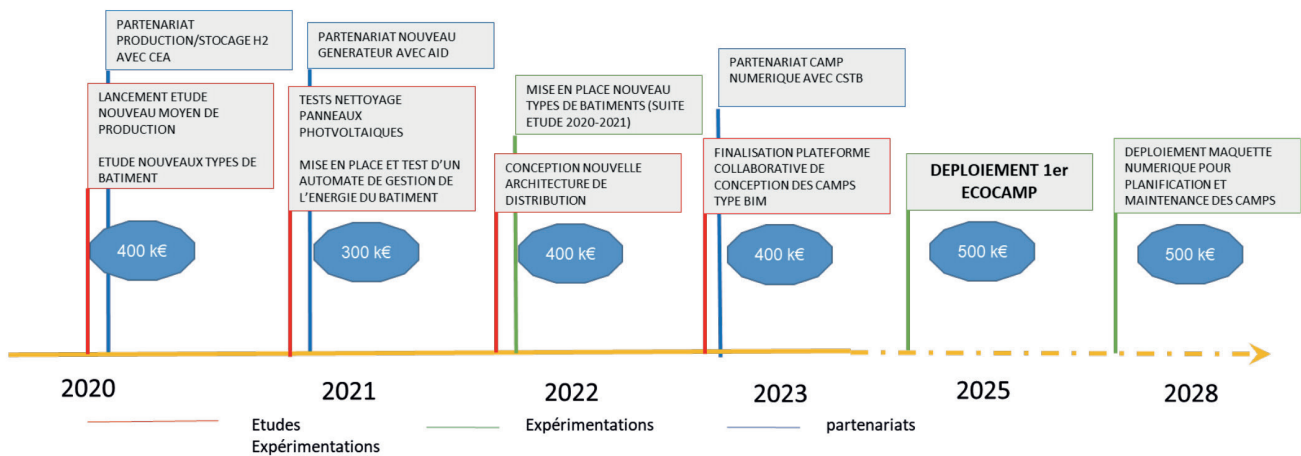 PARTENARIAT
PRODUCTION/STOCAGE H2
AVEC CEA
LANCEMENT ETUDE
NOUVEAU MOYEN DE
PRODUCTION
ETUDE NOUVEAUX TYPES DE
BATIMENT
400 k€
PARTENARIAT NOUVEAU
GENERATEUR AVEC AID
TESTS NETTOYAGE
PANNEAUX
PHOTOVOLTAIQUES
MISE EN PLACE ET TEST D'UN
AUTOMATE DE GESTION DE
L'ENERGIE DU BATIMENT
300 k€
MISE EN PLACE NOUVEAU
TYPES DE BATIMENTS (SUITE
ETUDE 2020-2021)
CONCEPTION NOUVELLE
ARCHITECTURE DE
DISTRIBUTION
400 k€
PARTENARIAT CAMP
NUMERIQUE AVEC CSTB
FINALISATION PLATEFORME
COLLABORATIVE DE
CONCEPTION DES CAMPS
TYPE BIM
400 k€
DEPLOIEMENT 1er
ECOCAMP
500 k€
DEPLOIEMENT MAQUETTE
NUMERIQUE POUR
PLANIFICATION ET
MAINTENANCE DES CAMPS
500 k€
2020
2021
2022
2023
2025
2028
Etudes
Expérimentations
Expérimentations
partenariats